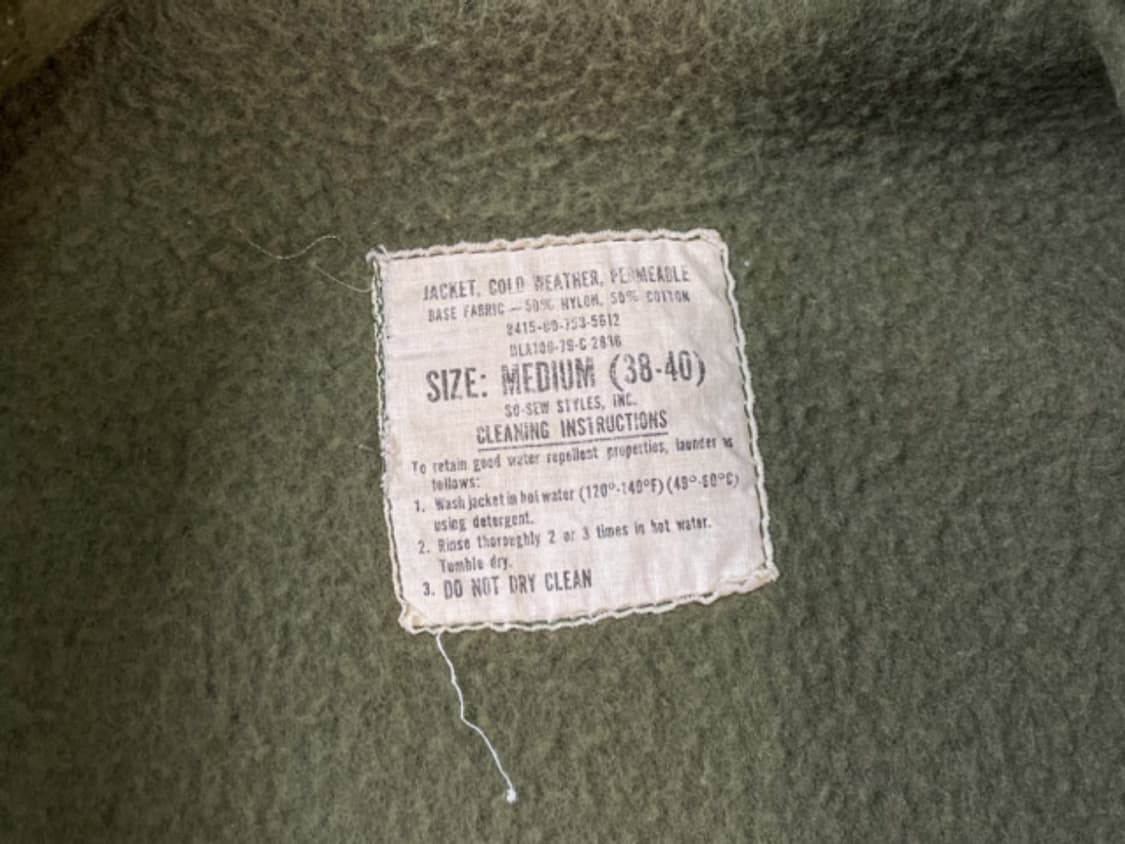 JACKET, COLD WEATHER, PERMEABLE
BASE FABRIC — 50% NYLON, 50% COTTON
8415-00-753-5612
DLA100-79-C-2836
SIZE: MEDIUM (38-40)
SO-SEW STYLES, INC.
CLEANING INSTRUCTIONS
To retain good water repellent properties, launder as
follows:
1. Wash jacket in hot water (120°-140°F) (49°-60°C)
using detergent.
2. Rinse thoroughly 2 or 3 times in hot water.
Tumble dry.
3. DO NOT DRY CLEAN